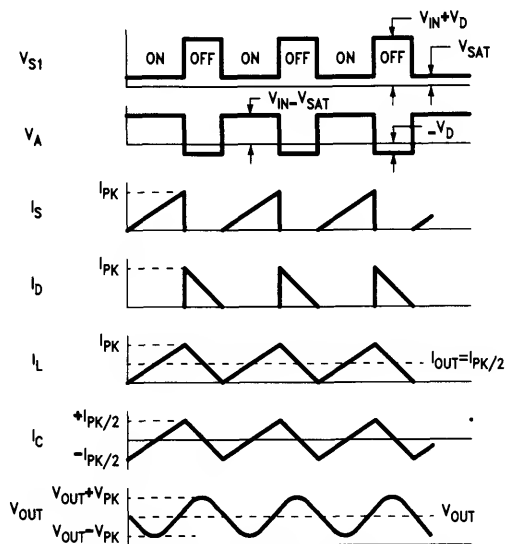 V_IN+V_D
V_S1 ON OFF ON OFF ON OFF V_SAT
V_IN–V_SAT
V_A –V_D
I_PK
I_S
I_PK
I_D
I_PK
I_L I_OUT=I_PK/2
+I_PK/2
I_C
–I_PK/2
V_OUT+V_PK
V_OUT V_OUT
V_OUT–V_PK